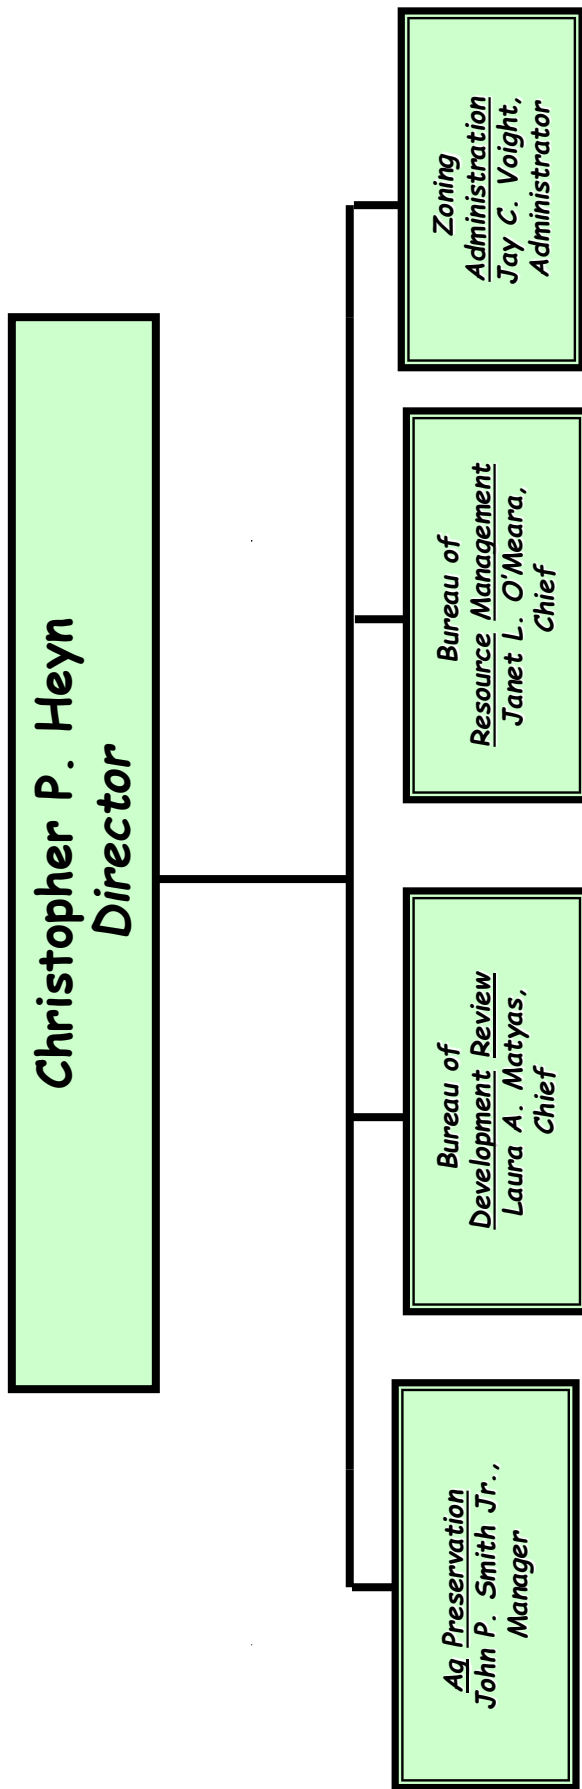 Christopher P. Heyn
Director
Ag Preservation
John P. Smith Jr.,
Manager
Bureau of
Development Review
Laura A. Matyas,
Chief
Bureau of
Resource Management
Janet L. O'Meara,
Chief
Zoning
Administration
Jay C. Voight,
Administrator